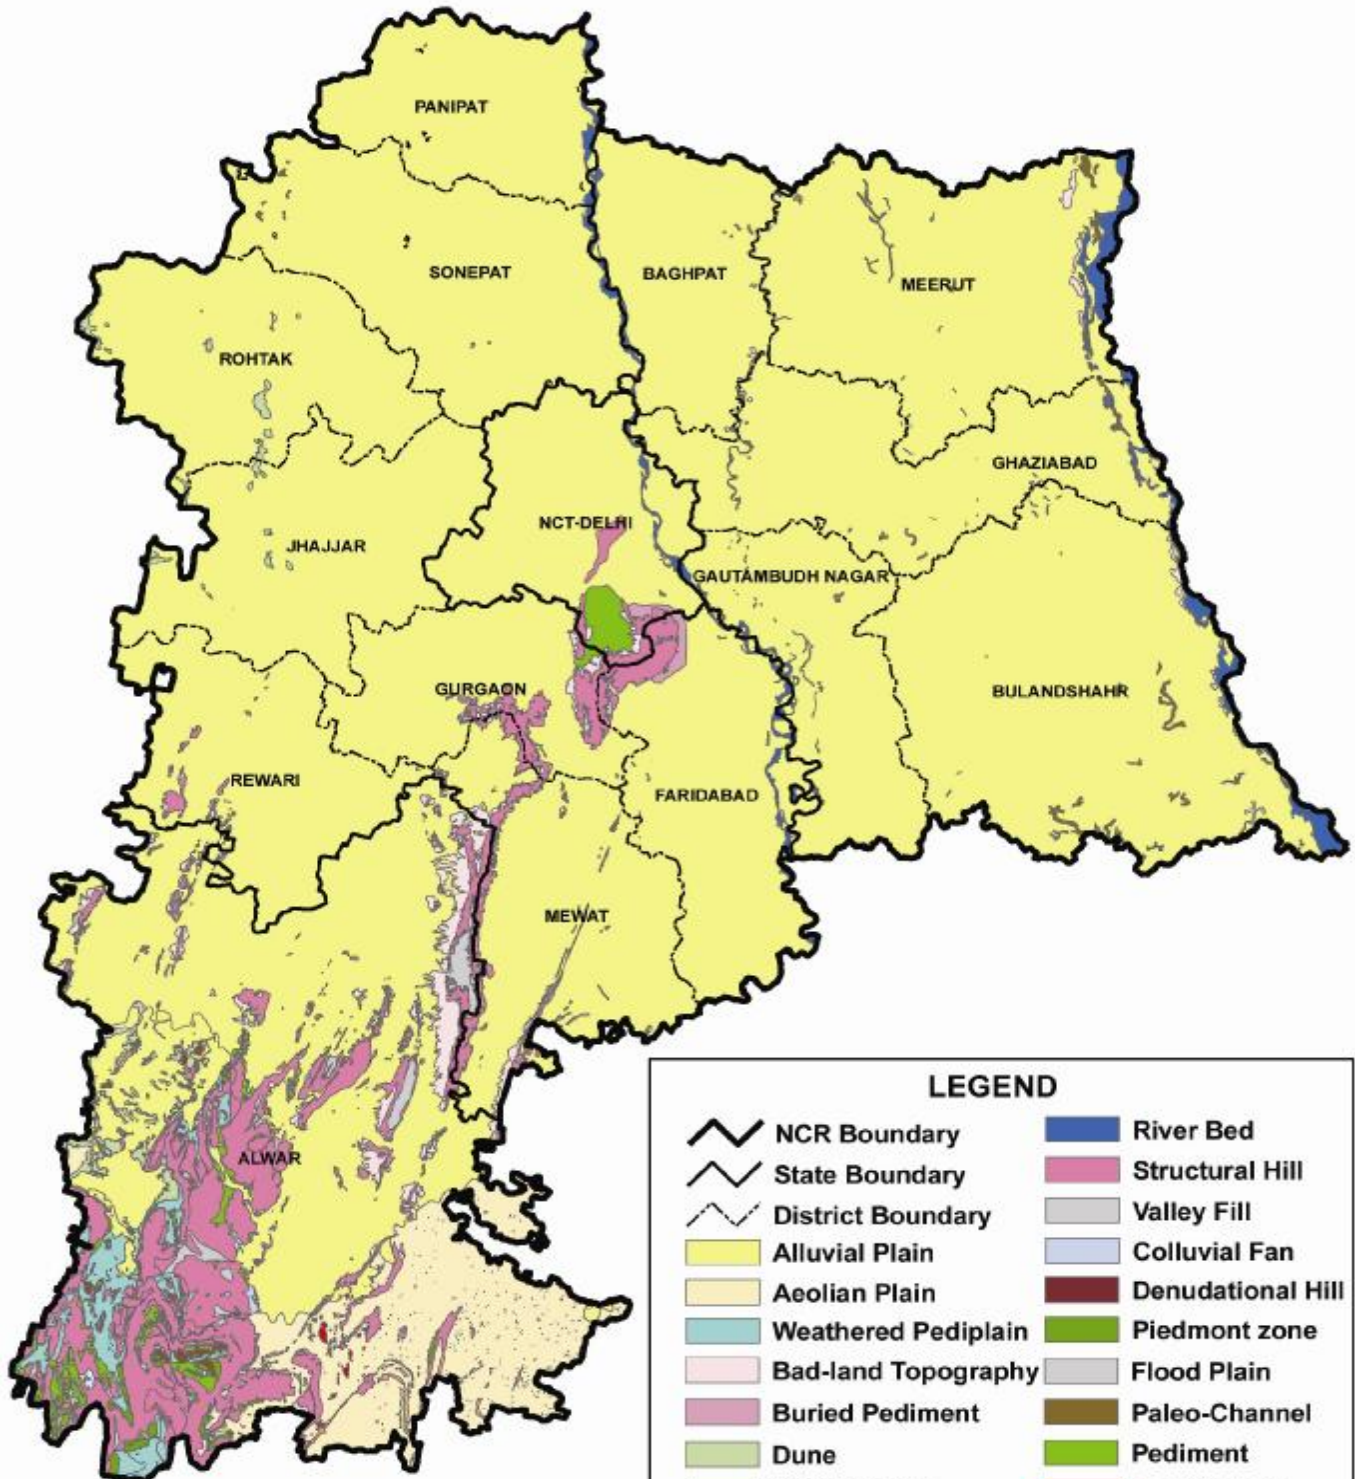 PANIPAT
SONEPAT
BAGHPAT
MEERUT
ROHTAK
GHAZIABAD
NCT-DELHI
JHAJJAR
GAUTAMBUDH NAGAR
GURGAON
BULANDSHAHR
REWARI
FARIDABAD
MEWAT
ALWAR
LEGEND
NCR Boundary
State Boundary
District Boundary
Alluvial Plain
Aeolian Plain
Weathered Pediplain
Bad-land Topography
Buried Pediment
Dune
River Bed
Structural Hill
Valley Fill
Colluvial Fan
Denudational Hill
Piedmont zone
Flood Plain
Paleo-Channel
Pediment